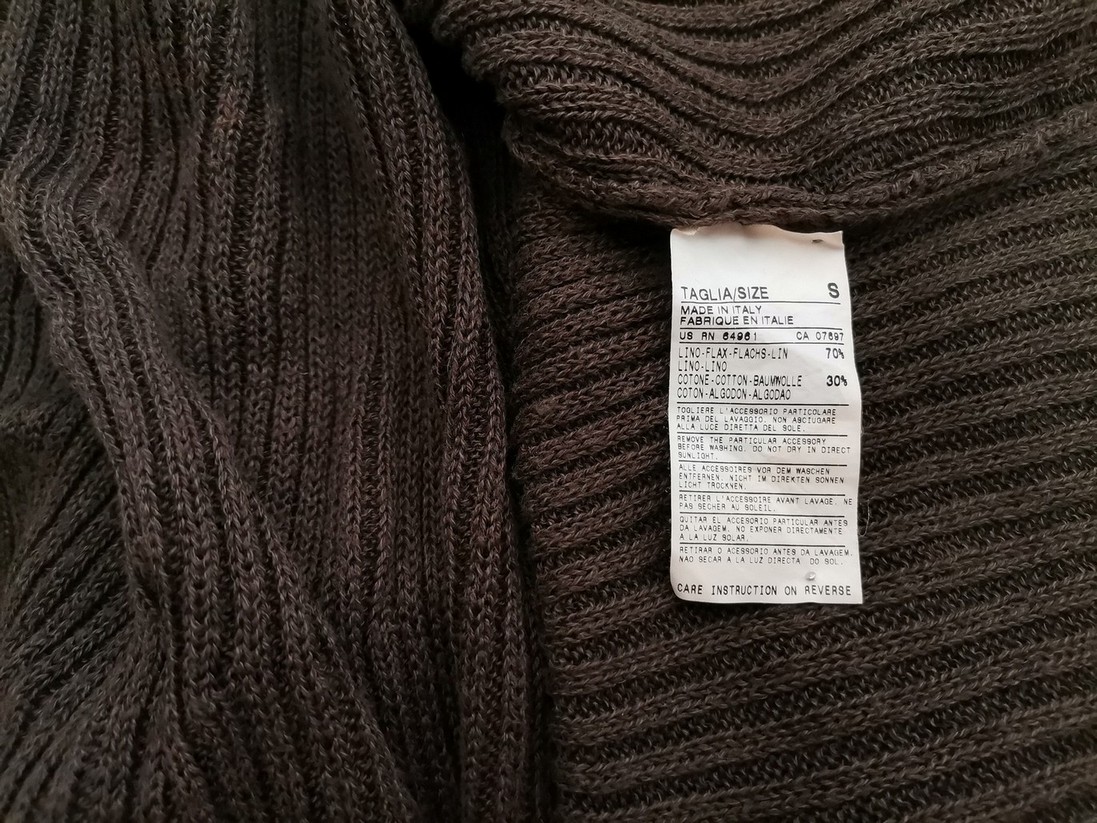 TAGLIA/SIZE S
MADE IN ITALY
FABRIQUE EN ITALIE
US RN 64961 CA 07697
LINO-FLAX-FLACHS-LIN 70%
LINO-LINO
COTONE-COTTON-BAUMWOLLE 30%
COTON-ALGODON-ALGODAO
TOGLIERE L'ACCESSORIO PARTICOLARE
PRIMA DEL LAVAGGIO. NON ASCIUGARE
ALLA LUCE DIRETTA DEL SOLE.
REMOVE THE PARTICULAR ACCESSORY
BEFORE WASHING. DO NOT DRY IN DIRECT
SUNLIGHT.
ALLE ACCESSOIRES VOR DEM WASCHEN
ENTFERNEN. NICHT IM DIREKTEN SONNEN
LICHT TROCKNEN.
RETIRER L'ACCESSOIRE AVANT LAVAGE. NE
PAS SECHER AU SOLEIL.
QUITAR EL ACCESORIO PARTICULAR ANTES
DA LAVAGEM. NO EXPONER DIRECTAMENTE
A LA LUZ SOLAR.
RETIRAR O ACESSORIO ANTES DA LAVAGEM.
NAO SECAR A LA LUZ DIRECTA DO SOL.
CARE INSTRUCTION ON REVERSE